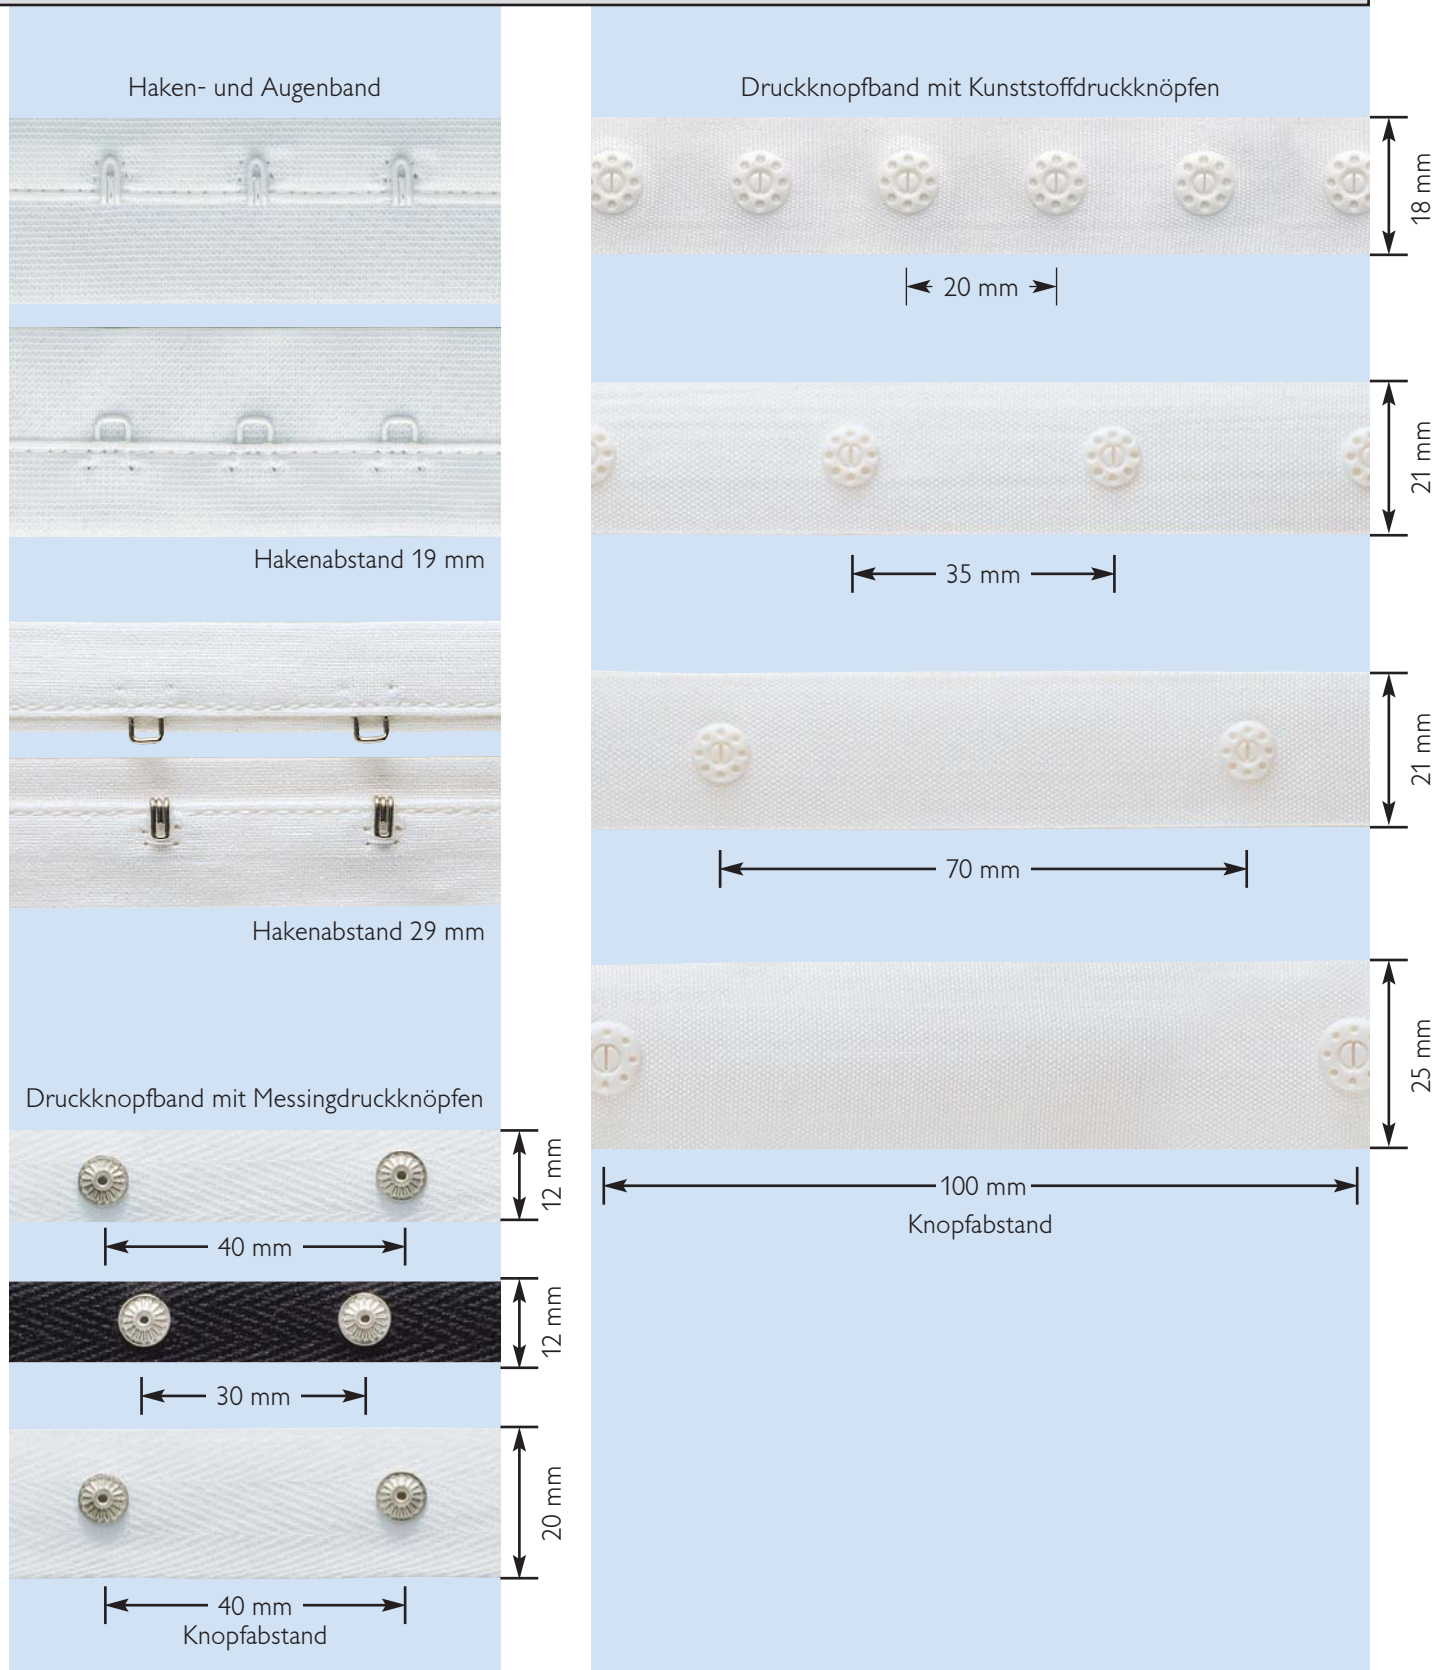 Haken- und Augenband
Hakenabstand 19 mm
Hakenabstand 29 mm
Druckknopfband mit Messingdruckknöpfen
12 mm
40 mm
12 mm
30 mm
20 mm
40 mm
Knopfabstand
Druckknopfband mit Kunststoffdruckknöpfen
18 mm
20 mm
21 mm
35 mm
21 mm
70 mm
25 mm
100 mm
Knopfabstand